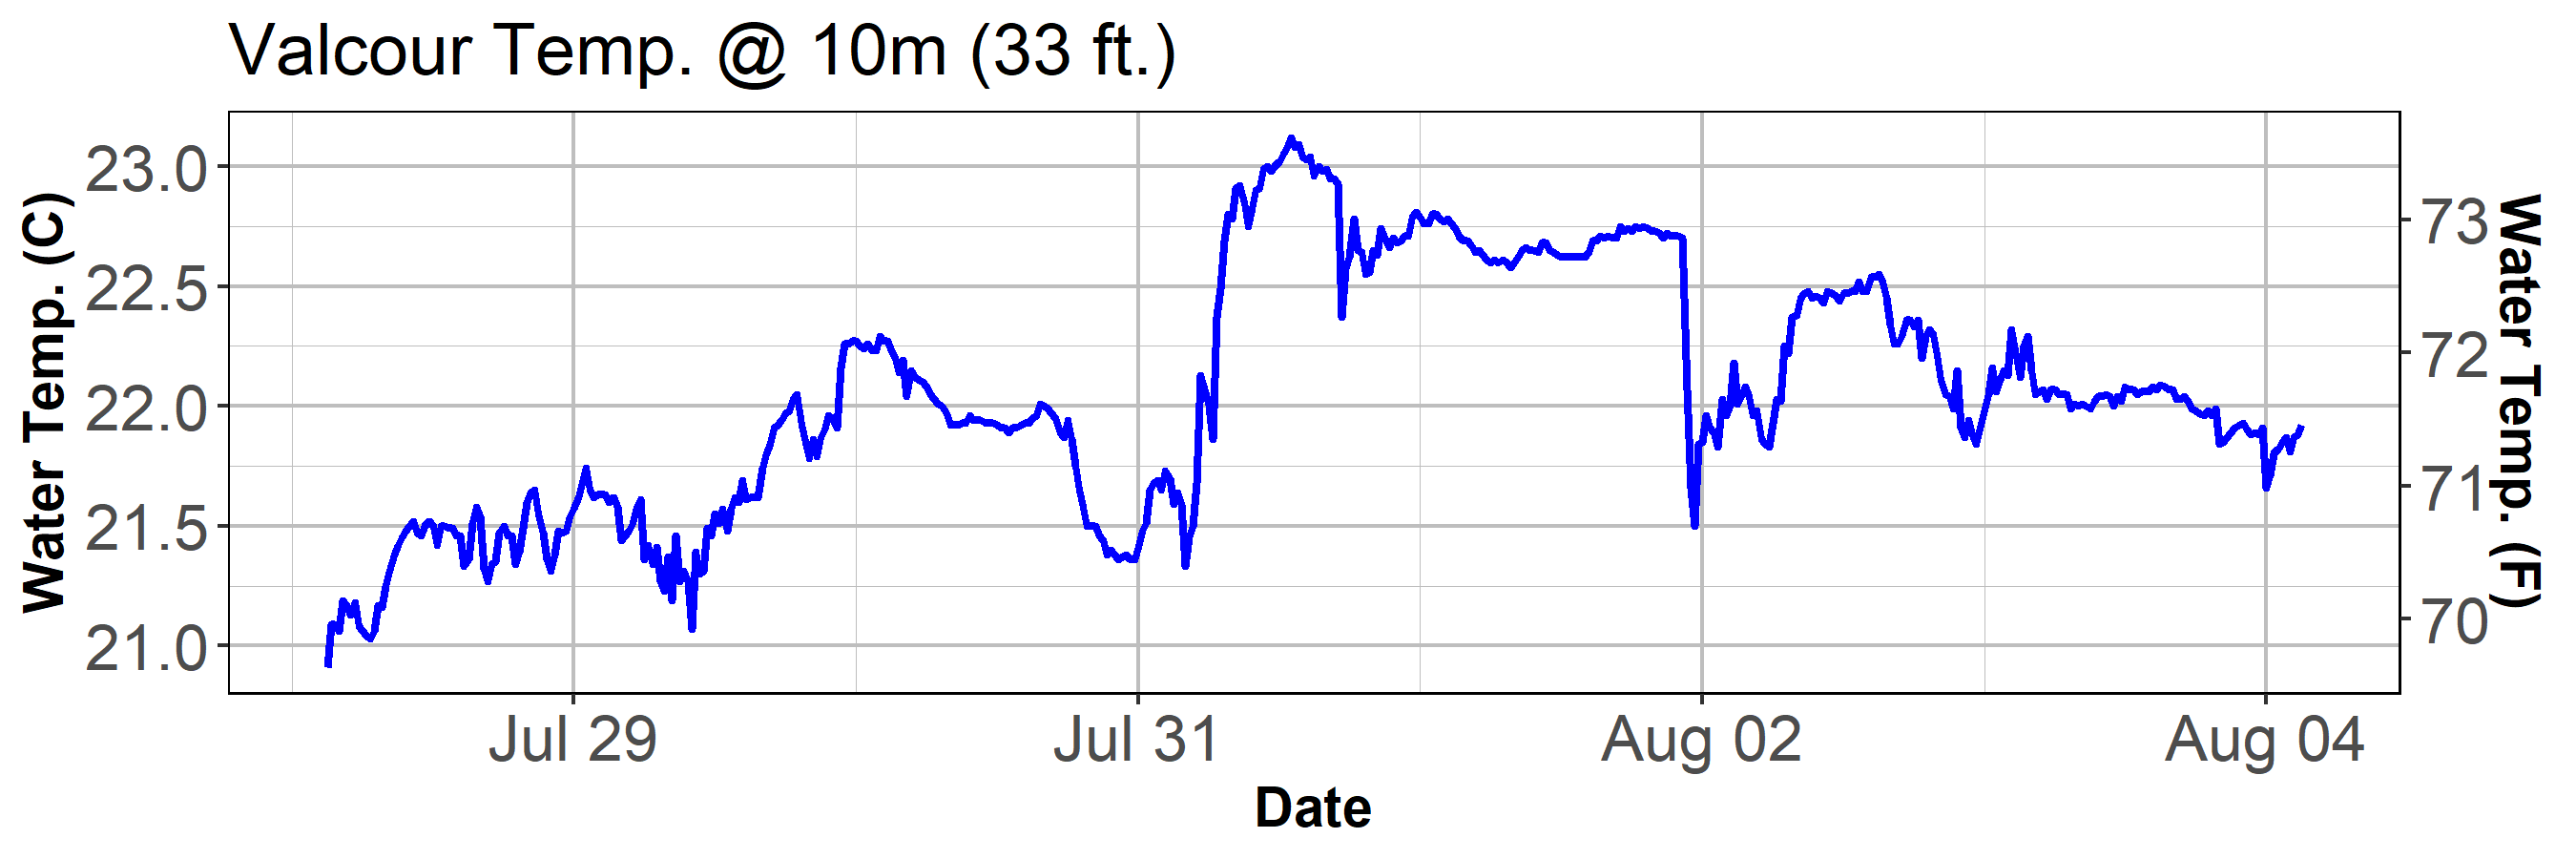 Valcour Temp. @ 10m (33 ft.)
Water Temp. (C)
23.0
22.5
22.0
21.5
21.0
73
72
71
70
Water Temp. (F)
Jul 29
Jul 31
Aug 02
Aug 04
Date